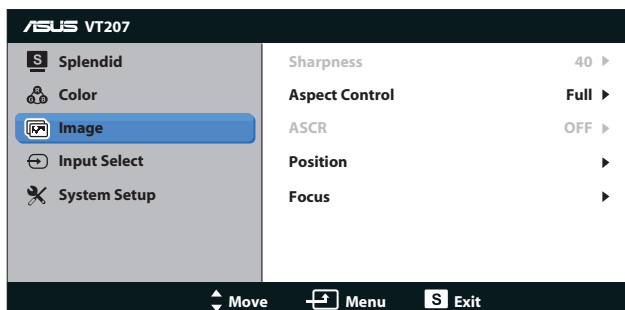 ASUS VT207
S Splendid
Color
Image
Input Select
System Setup
Sharpness 40
Aspect Control Full
ASCR OFF
Position
Focus
Move Menu S Exit